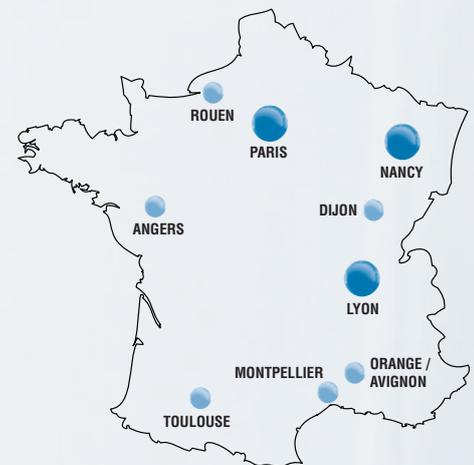 ROUEN
PARIS
NANCY
DIJON
ANGERS
LYON
MONTPELLIER
ORANGE /
AVIGNON
TOULOUSE